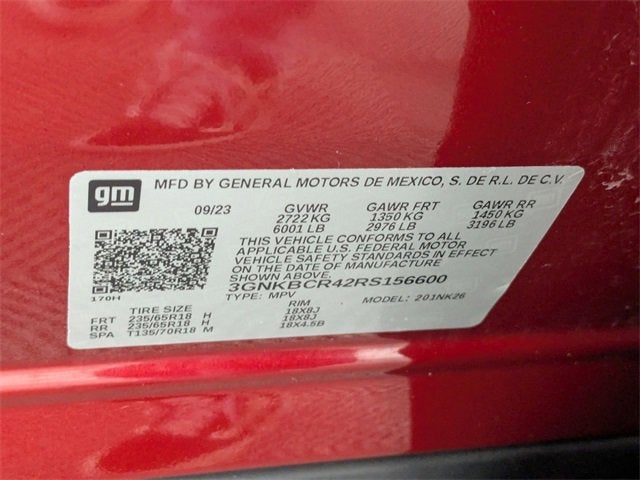 gm MFD BY GENERAL MOTORS DE MEXICO, S. DE R.L. DE C.V.
09/23 GVWR GAWR FRT GAWR RR
2722 KG 1350 KG 1450 KG
6001 LB 2976 LB 3196 LB
THIS VEHICLE CONFORMS TO ALL
APPLICABLE U.S. FEDERAL MOTOR
VEHICLE SAFETY STANDARDS IN EFFECT
ON THE DATE OF MANUFACTURE SHOWN ABOVE.
3GNKBCR42RS156600
170H TYPE: MPV MODEL: 201NK26
TIRE SIZE RIM
FRT 235/65R18 H 18X8J
RR 235/65R18 H 18X8J
SPA T135/70R18 M 18X4.5B